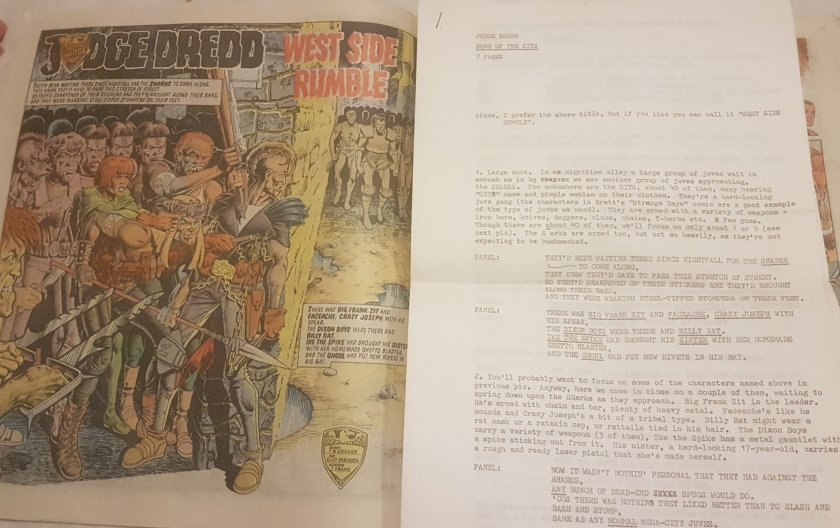 JUDGE DREDD
WEST SIDE
RUMBLE
THEY'D BEEN WAITING THERE SINCE NIGHTFALL FOR THE SHARKS TO COME ALONG.
THEY KNEW THEY'D HAVE TO PASS THIS STRETCH OF STREET.
SO THEY'D SHARPENED UP THEIR STICKERS AND THEY'D BROUGHT ALONG THEIR BARS,
AND THEY WERE WEARING STEEL-TIPPED STOMPERS ON THEIR FEET.
THERE WAS BIG FRANK ZIT AND
FACEACHE, CRAZY JOSEPH WITH HIS
SPEAR,
THE DIXON BOYS WERE THERE AND
BILLY RAT.
IKE THE SPIKE HAD BROUGHT HIS SISTER
WITH HER HOMEMADE GHETTO BLASTER,
AND THE GHOUL HAD PUT NEW RIVETS IN
HIS BAT.
JUDGE DREDD
SONG OF THE ZITS
7 PAGES
Steve, I prefer the above title, but if you like you can call it "WEST SIDE
RUMBLE".
1. Large shot. In nighttime alley a large group of juves wait in
ambush as in bg we see another group of juves approaching,
the SHARKS. The ambushers are the ZITS, about 40 of them, many bearing
"ZITS" name and pimple emblem on their clothes. They're a hard-looking
juve gang (the characters in Brett's "Strange Days" comic are a good example
of the type of juves we need). They are armed with a variety of weapons -
iron bars, knives, daggers, clubs, chains, Y-barbs etc. Few guns.
Though there are about 40 of them, we'll focus on only about 8 or 9 (see
next pic). The S arks are armed too, but not so heavily, as they're not
expecting to be bushwacked.
PANEL: THEY'D BEEN WAITING THERE SINCE NIGHTFALL FOR THE SHARKS
TO COME ALONG,
THEY KNEW THEY'D HAVE TO PASS THIS STRETCH OF STREET.
SO THEY'D SHARPENED UP THEIR STICKERS AND THEY'D BROUGHT
ALONG THEIR BARS,
AND THEY WERE WEARING STEEL-TIPPED STOMPERS ON THEIR FEET.
PANEL: THERE WAS BIG FRANK ZIT AND FACEACHE, CRAZY JOSEPH WITH
HIS SPEAR,
THE DIXON BOYS WERE THERE AND BILLY RAT.
IKE THE SPIKE HAD BROUGHT HIS SISTER WITH HER HOMEMADE
GHETTO BLASTER,
AND THE GHOUL HAD PUT NEW RIVETS IN HIS BAT.
2. You'll probably want to focus on some of the characters named above in
previous pic. Anyway, here we come in close on a couple of them, waiting to
spring down upon the Sharks as they approach. Big Frank Zit is the leader.
He's armed with chain and bar, plenty of heavy metal. Faceache's like he
sounds and Crazy Joseph's a bit of a tribal type. Billy Rat might wear a
rat mask or a ratskin cap, or rattails tied in his hair. The Dixon Boys
carry a variety of weapons (3 of them), Ike the Spike has a metal gauntlet with
a spike sticking out from it. His sister, a hard-looking 17-year-old, carries
a rough and ready laser pistol that she's made herself.
PANEL: NOW IT WASN'T NOTHIN' PERSONAL THAT THEY HAD AGAINST THE
SHARKS,
ANY BUNCH OF DEAD-END SPUGS WOULD DO.
'COS THERE WAS NOTHING THEY LIKED BETTER THAN TO SLASH AND
BASH AND STOMP,
SAME AS ANY NORMAL MEGA-CITY JUVES.